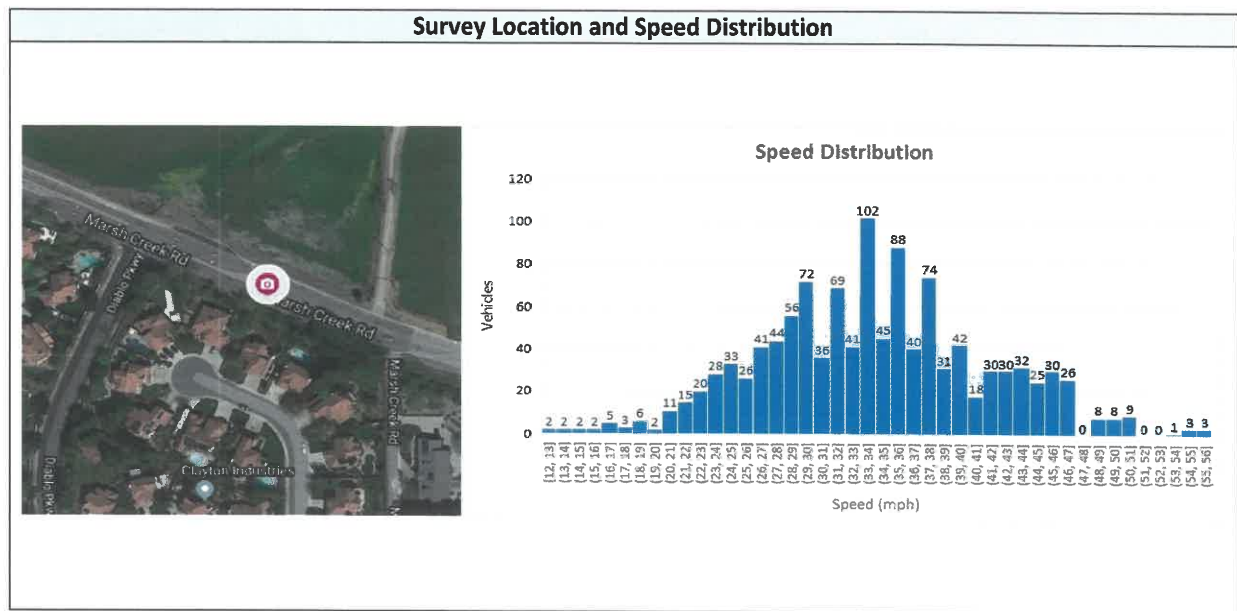 Survey Location and Speed Distribution
Marsh Creek Rd
Diablo Pkwy
Marsh Creek Rd
Marsh Creek Rd
Clayton Industries
Diablo Pkw
M
Speed Distribution
Vehicles
120
100
80
60
40
20
0
2 2 2 2 5 3 6 2 11 15 20 28 33 26 41 44 56 72 36 69 41 102 45 88 40 74 31 42 18 30 30 32 25 30 26 0 8 8 9 0 0 1 3 3
[12, 13] (13, 14] (14, 15] (15, 16] (16, 17] (17, 18] (18, 19] (19, 20] (20, 21] (21, 22] (22, 23] (23, 24] (24, 25] (25, 26] (26, 27] (27, 28] (28, 29] (29, 30] (30, 31] (31, 32] (32, 33] (33, 34] (34, 35] (35, 36] (36, 37] (37, 38] (38, 39] (39, 40] (40, 41] (41, 42] (42, 43] (43, 44] (44, 45] (45, 46] (46, 47] (47, 48] (48, 49] (49, 50] (50, 51] (51, 52] (52, 53] (53, 54] (54, 55] (55, 56]
Speed (mph)